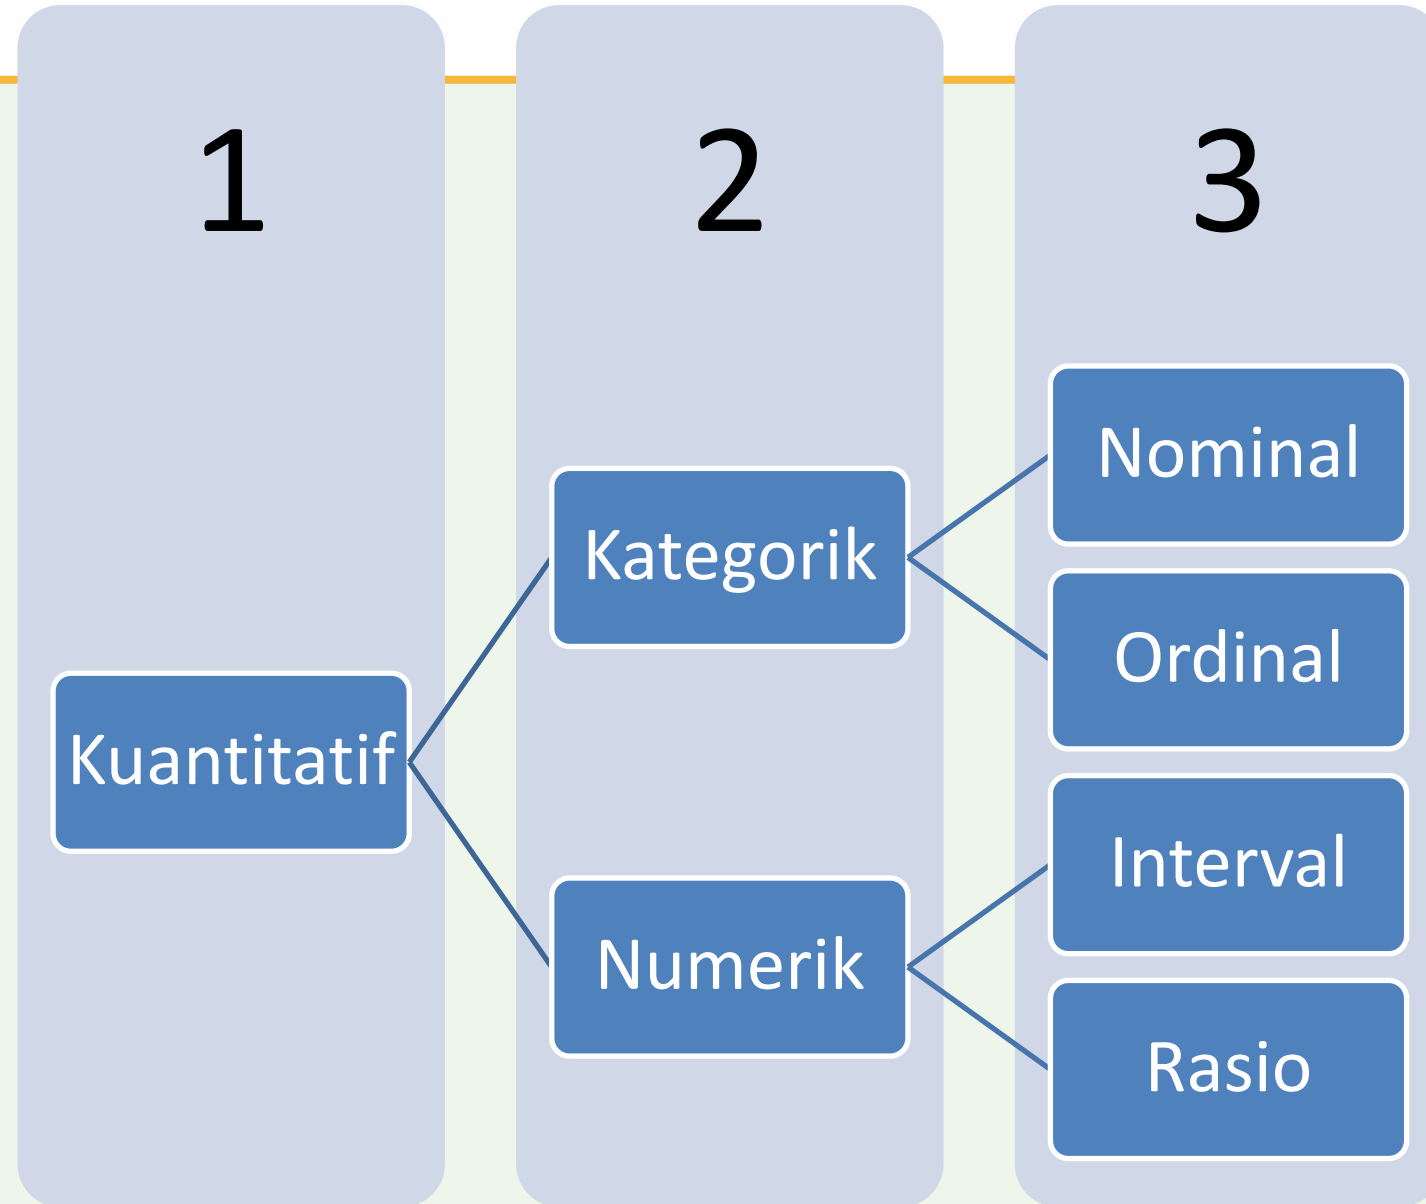 1
2
3
Kuantitatif
Kategorik
Numerik
Nominal
Ordinal
Interval
Rasio